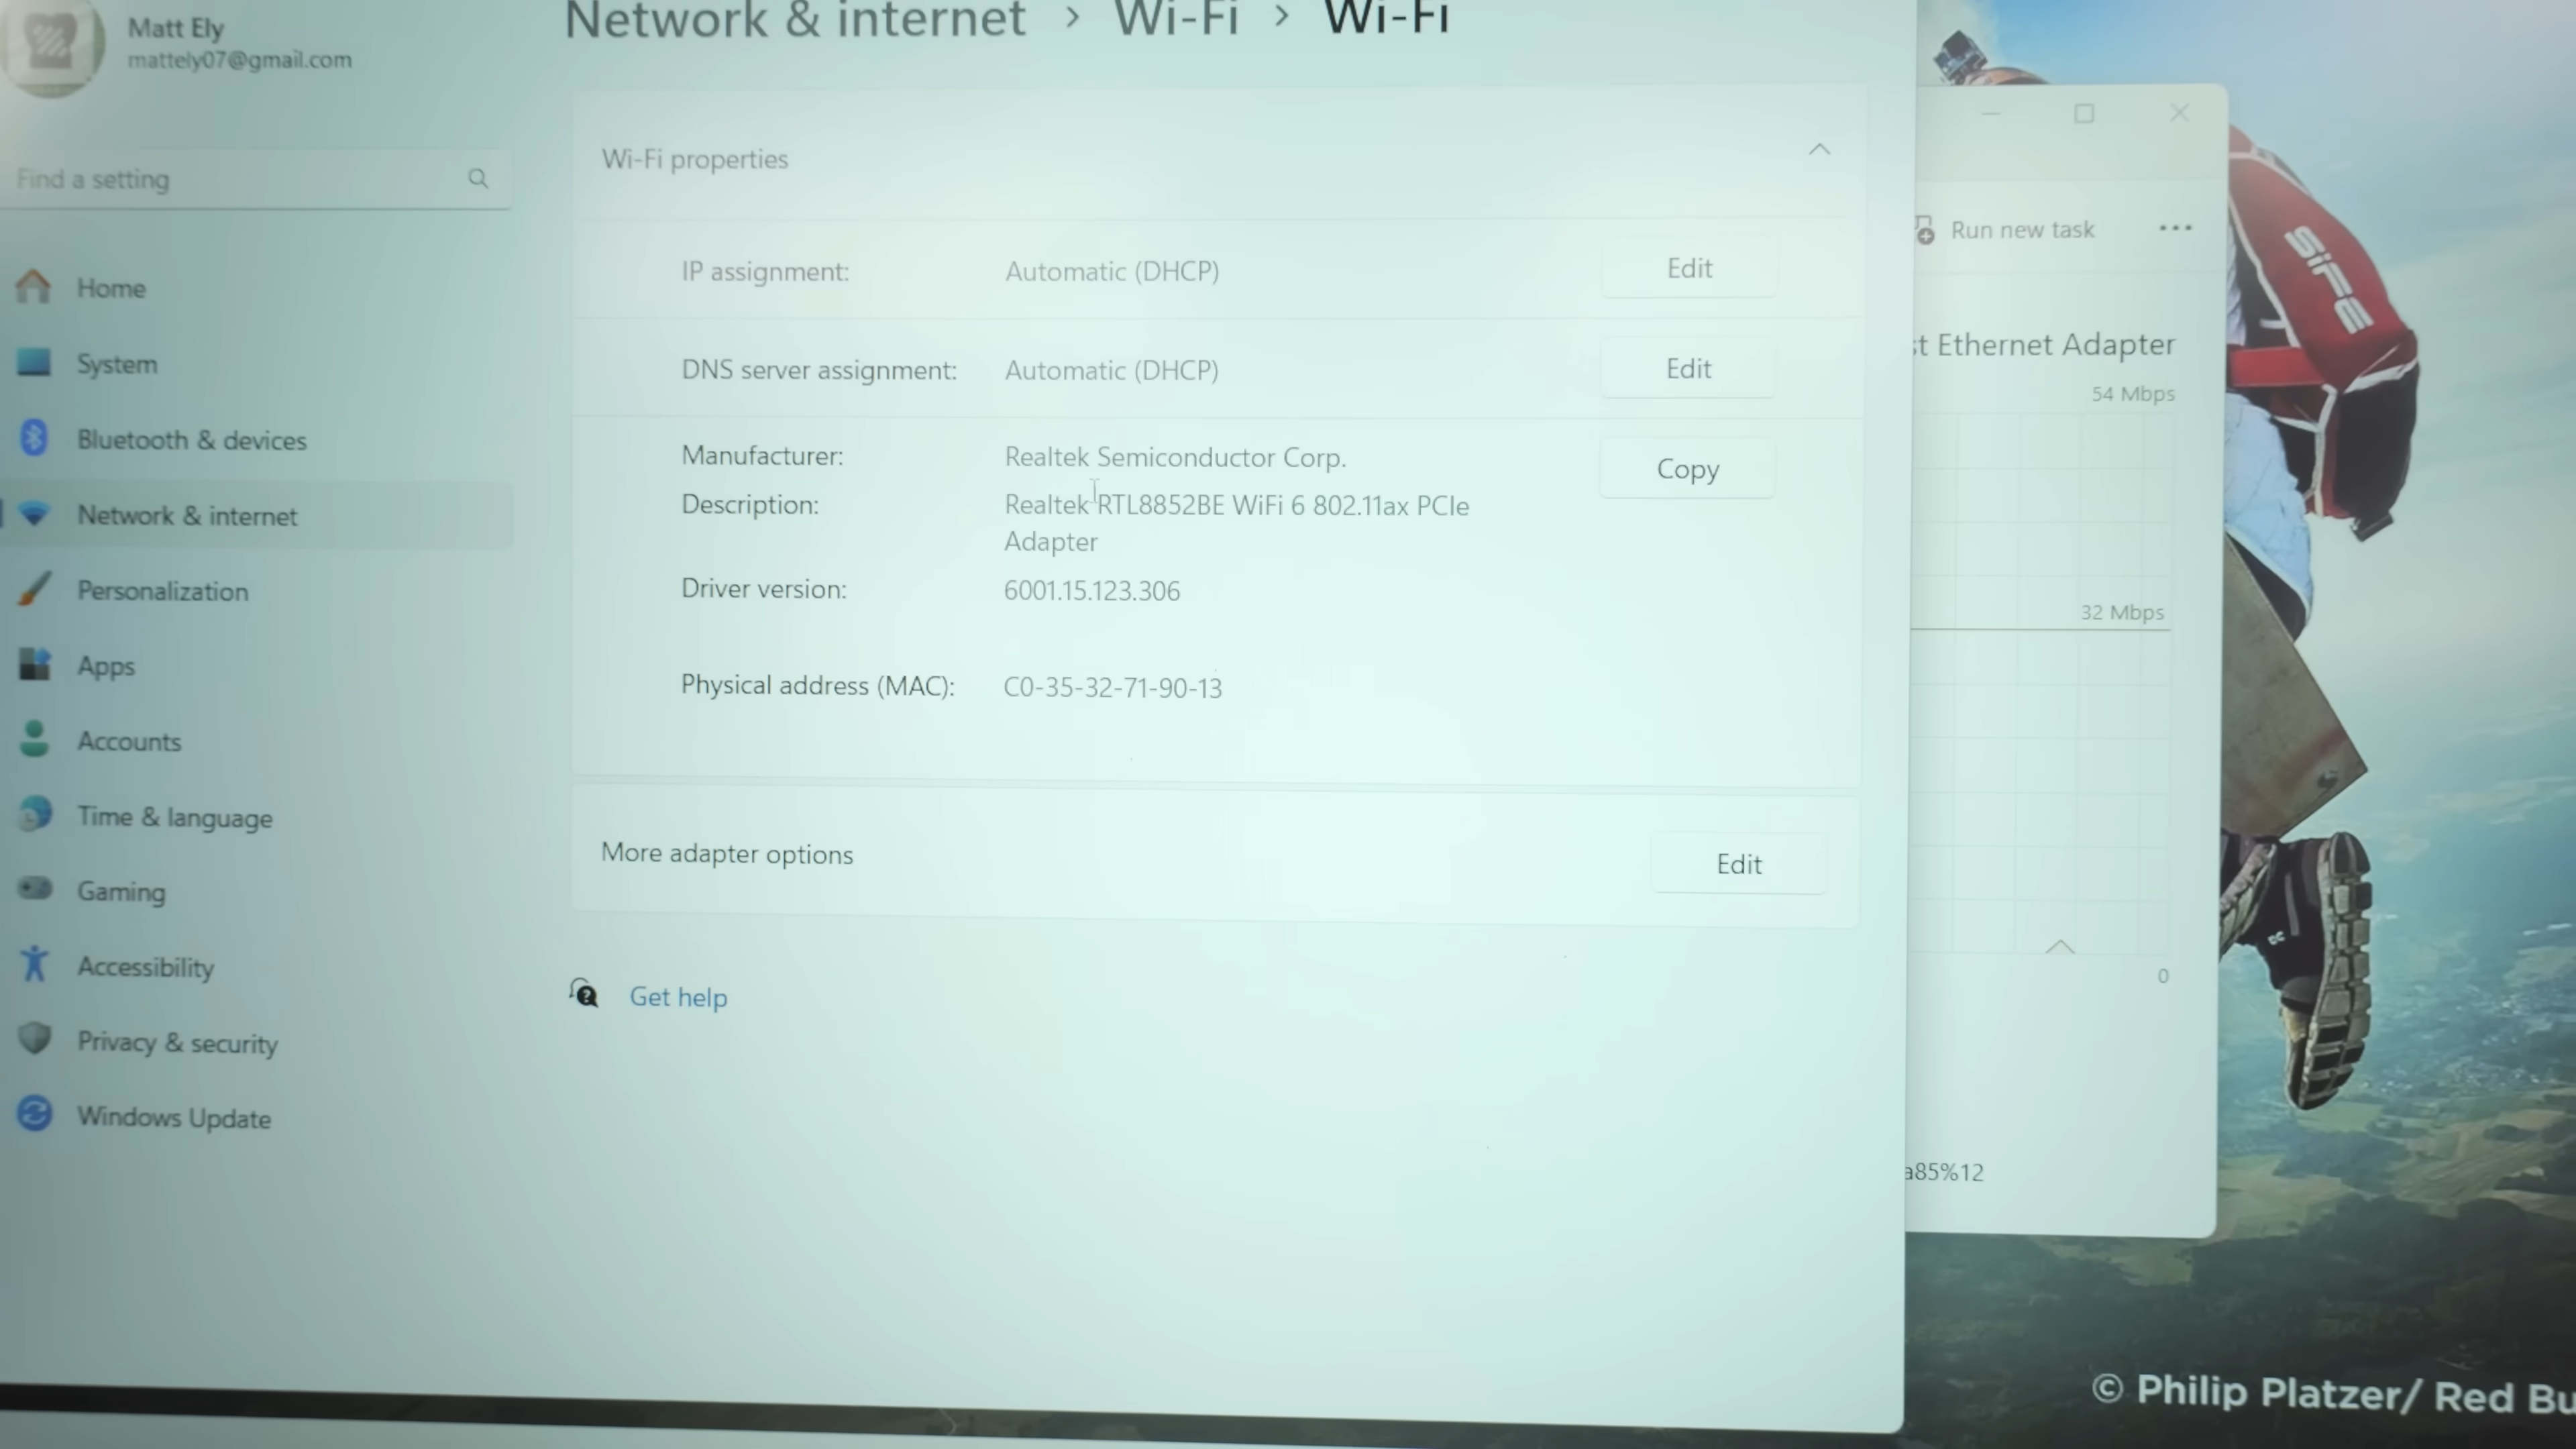 Matt Ely
mattely07@gmail.com
Find a setting
Home
System
Bluetooth & devices
Network & internet
Personalization
Apps
Accounts
Time & language
Gaming
Accessibility
Privacy & security
Windows Update
Network & internet > Wi-Fi > Wi-Fi
Wi-Fi properties
IP assignment: Automatic (DHCP) Edit
DNS server assignment: Automatic (DHCP) Edit
Manufacturer: Realtek Semiconductor Corp. Copy
Description: Realtek RTL8852BE WiFi 6 802.11ax PCIe
Adapter
Driver version: 6001.15.123.306
Physical address (MAC): C0-35-32-71-90-13
More adapter options Edit
Get help
Run new task
st Ethernet Adapter
54 Mbps
32 Mbps
0
a85%12
SiFE
DC
© Philip Platzer/ Red Bu